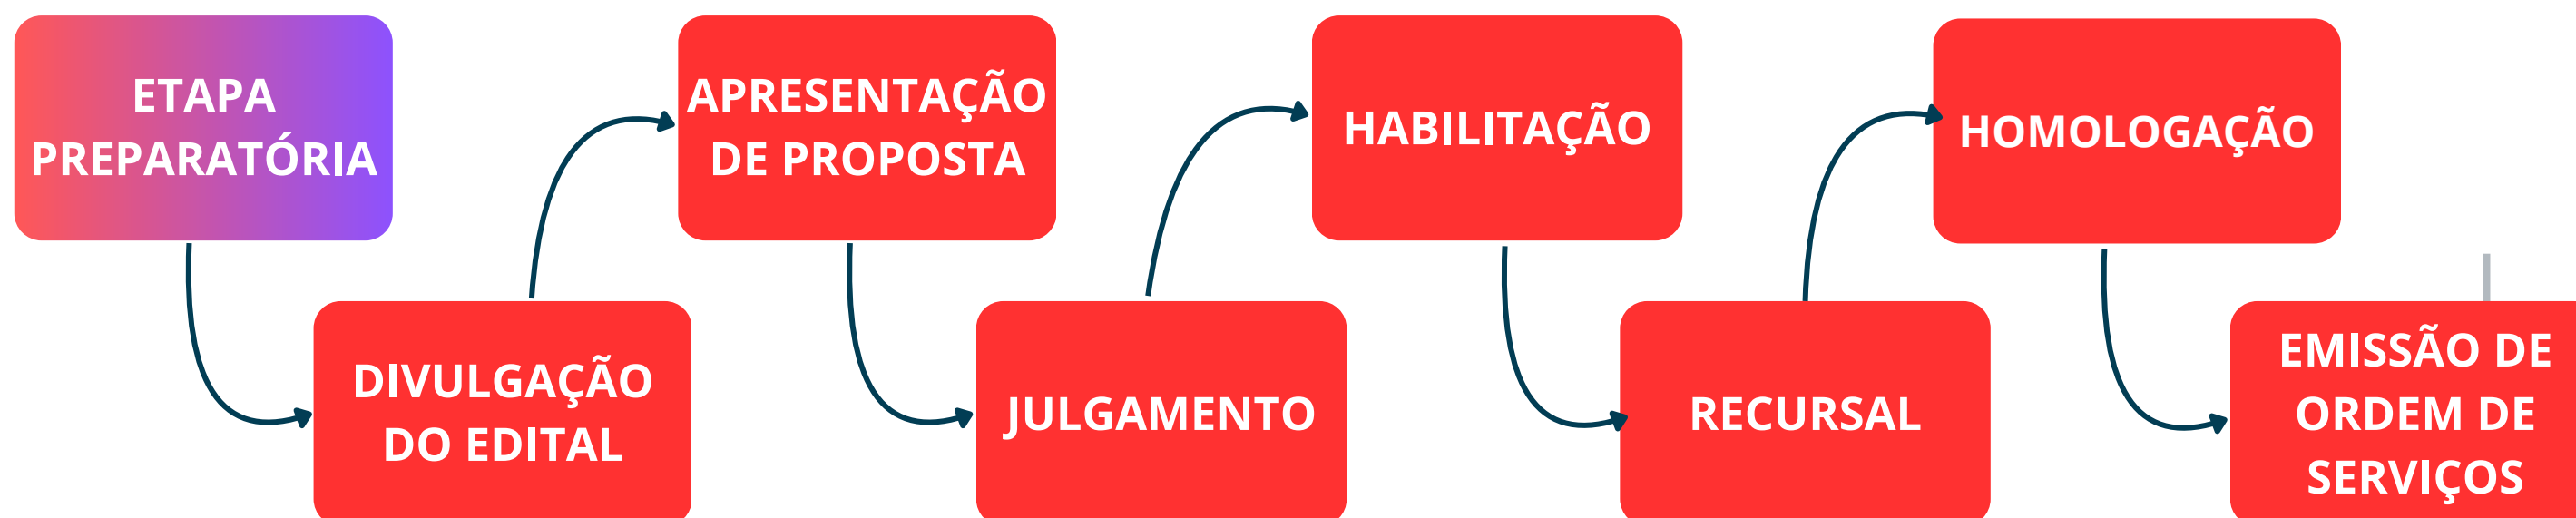 ETAPA
PREPARATÓRIA
DIVULGAÇÃO
DO EDITAL
APRESENTAÇÃO
DE PROPOSTA
JULGAMENTO
HABILITAÇÃO
RECURSAL
HOMOLOGAÇÃO
EMISSÃO DE
ORDEM DE
SERVIÇOS